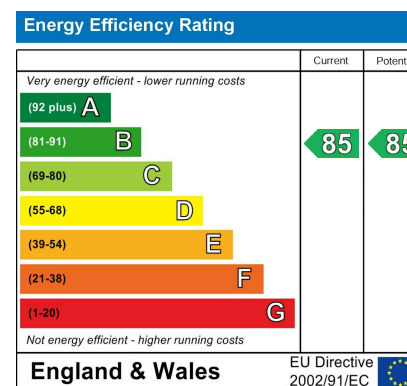 Energy Efficiency Rating
Current Potent
Very energy efficient - lower running costs
(92 plus) A
(81-91) B 85 85
(69-80) C
(55-68) D
(39-54) E
(21-38) F
(1-20) G
Not energy efficient - higher running costs
England & Wales
EU Directive
2002/91/EC